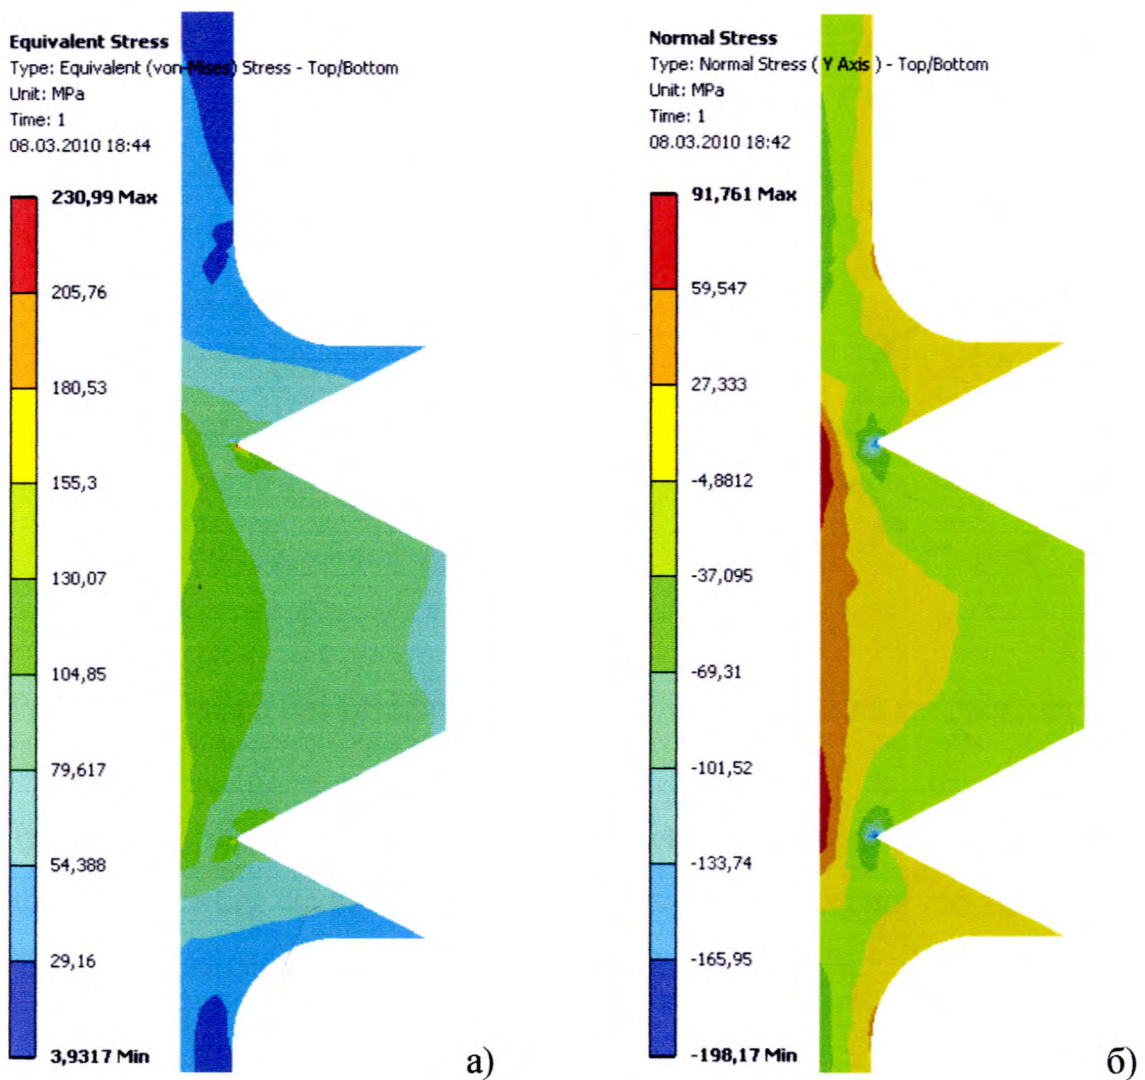 Equivalent Stress
Type: Equivalent (von-Mises) Stress - Top/Bottom
Unit: MPa
Time: 1
08.03.2010 18:44
230,99 Max
205,76
180,53
155,3
130,07
104,85
79,617
54,388
29,16
3,9317 Min
а)
Normal Stress
Type: Normal Stress ( Y Axis ) - Top/Bottom
Unit: MPa
Time: 1
08.03.2010 18:42
91,761 Max
59,547
27,333
-4,8812
-37,095
-69,31
-101,52
-133,74
-165,95
-198,17 Min
б)